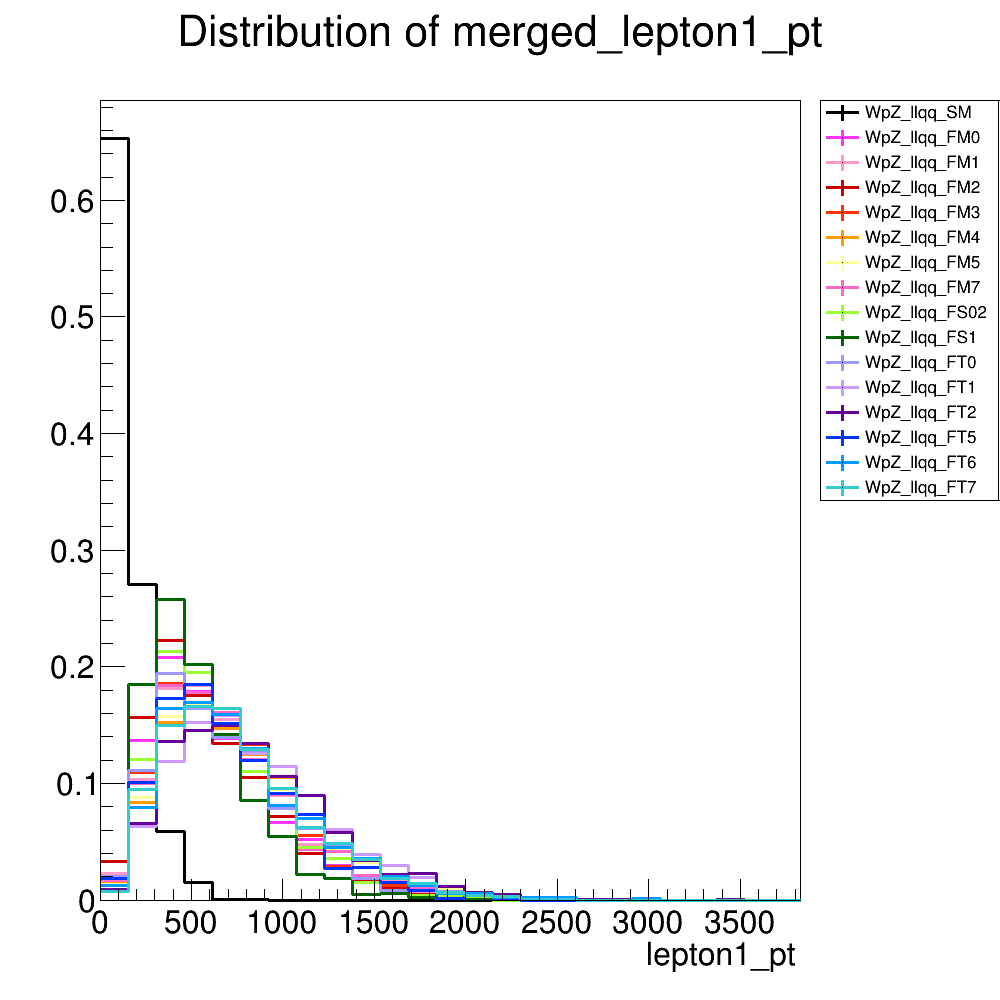 Distribution of merged_lepton1_pt
WpZ_llqq_SM
WpZ_llqq_FM0
WpZ_llqq_FM1
WpZ_llqq_FM2
WpZ_llqq_FM3
WpZ_llqq_FM4
WpZ_llqq_FM5
WpZ_llqq_FM7
WpZ_llqq_FS02
WpZ_llqq_FS1
WpZ_llqq_FT0
WpZ_llqq_FT1
WpZ_llqq_FT2
WpZ_llqq_FT5
WpZ_llqq_FT6
WpZ_llqq_FT7
0.6
0.5
0.4
0.3
0.2
0.1
0
0 500 1000 1500 2000 2500 3000 3500
lepton1_pt